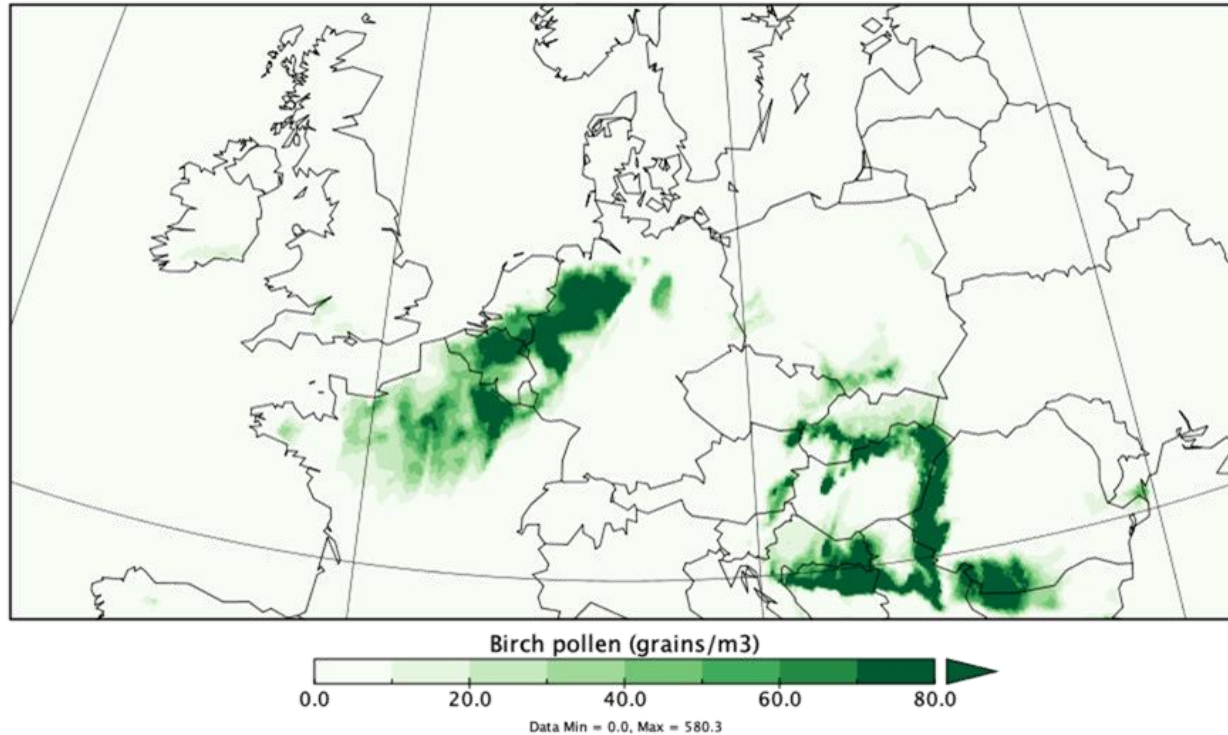 Birch pollen (grains/m3)
0.0 20.0 40.0 60.0 80.0
Data Min = 0.0, Max = 580.3